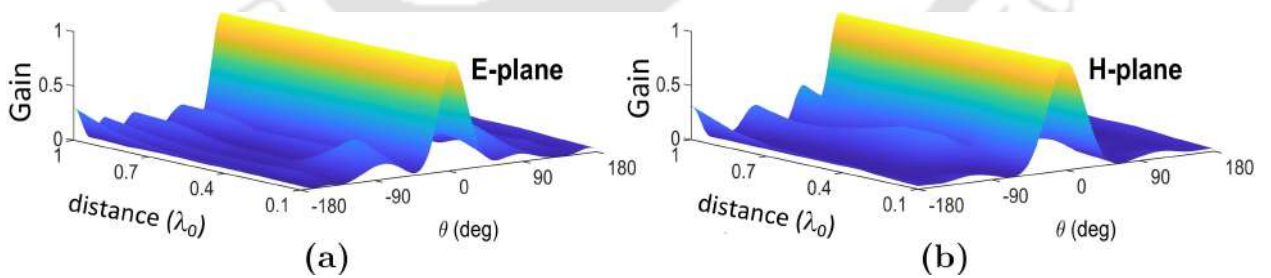 1
0.5
0
Gain
E-plane
1
0.7
0.4
0.1
distance (λ₀)
-180
-90
0
90
180
θ (deg)
(a)
1
0.5
0
Gain
H-plane
1
0.7
0.4
0.1
distance (λ₀)
-180
-90
0
90
180
θ (deg)
(b)